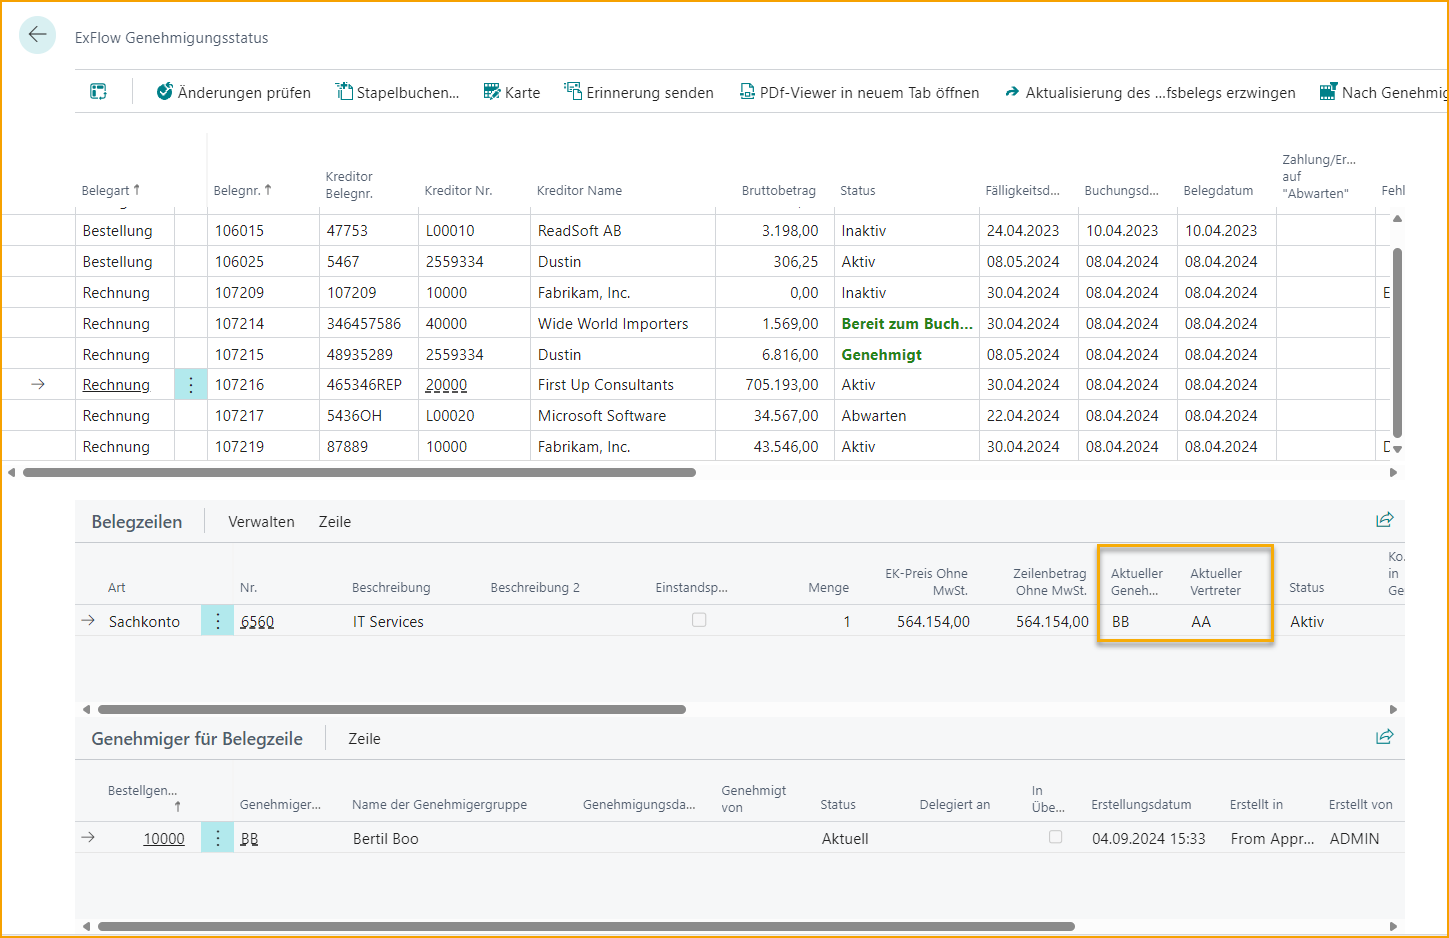 ExFlow Genehmigungsstatus
Änderungen prüfen Stapelbuchen... Karte Erinnerung senden PDf-Viewer in neuem Tab öffnen Aktualisierung des ...fsbelegs erzwingen Nach Genehmig
Belegart ↑ Belegnr. ↑ Kreditor Belegnr. Kreditor Nr. Kreditor Name Bruttobetrag Status Fälligkeitsd... Buchungsd... Belegdatum Zahlung/Er... auf "Abwarten" Fehl
Bestellung 106015 47753 L00010 ReadSoft AB 3.198,00 Inaktiv 24.04.2023 10.04.2023 10.04.2023
Bestellung 106025 5467 2559334 Dustin 306,25 Aktiv 08.05.2024 08.04.2024 08.04.2024
Rechnung 107209 107209 10000 Fabrikam, Inc. 0,00 Inaktiv 30.04.2024 08.04.2024 08.04.2024 E
Rechnung 107214 346457586 40000 Wide World Importers 1.569,00 Bereit zum Buch... 30.04.2024 08.04.2024 08.04.2024
Rechnung 107215 48935289 2559334 Dustin 6.816,00 Genehmigt 08.05.2024 08.04.2024 08.04.2024
Rechnung 107216 465346REP 20000 First Up Consultants 705.193,00 Aktiv 30.04.2024 08.04.2024 08.04.2024
Rechnung 107217 5436OH L00020 Microsoft Software 34.567,00 Abwarten 22.04.2024 08.04.2024 08.04.2024
Rechnung 107219 87889 10000 Fabrikam, Inc. 43.546,00 Aktiv 30.04.2024 08.04.2024 08.04.2024
Belegzeilen Verwalten Zeile
Art Nr. Beschreibung Beschreibung 2 Einstandsp... Menge EK-Preis Ohne MwSt. Zeilenbetrag Ohne MwSt. Aktueller Geneh... Aktueller Vertreter Status Ko. in Ge
Sachkonto 6560 IT Services 1 564.154,00 564.154,00 BB AA Aktiv
Genehmiger für Belegzeile Zeile
Bestellgen... ↑ Genehmiger... Name der Genehmigergruppe Genehmigungsda... Genehmigt von Status Delegiert an In Übe... Erstellungsdatum Erstellt in Erstellt von
10000 BB Bertil Boo Aktuell 04.09.2024 15:33 From Appr... ADMIN